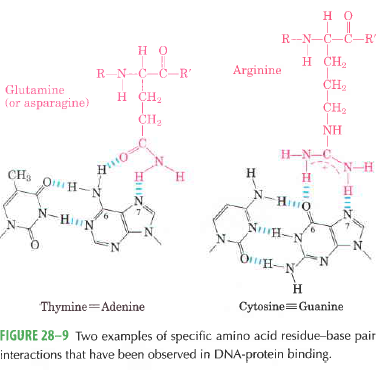 H O
R—N—C—C—R′
H CH₂
CH₂
C
O N—H
H
Glutamine
(or asparagine)
CH₃
O H—N
H
6
7
N
N
N—H N
N
N
O
Thymine=Adenine
H O
R—N—C—C—R′
H CH₂
CH₂
CH₂
NH
C
H—N N—H
H H
Arginine
H
N—H O
N
6
7
N H—N
N
N
N
O H—N
H
Cytosine≡Guanine
FIGURE 28–9 Two examples of specific amino acid residue–base pair
interactions that have been observed in DNA-protein binding.